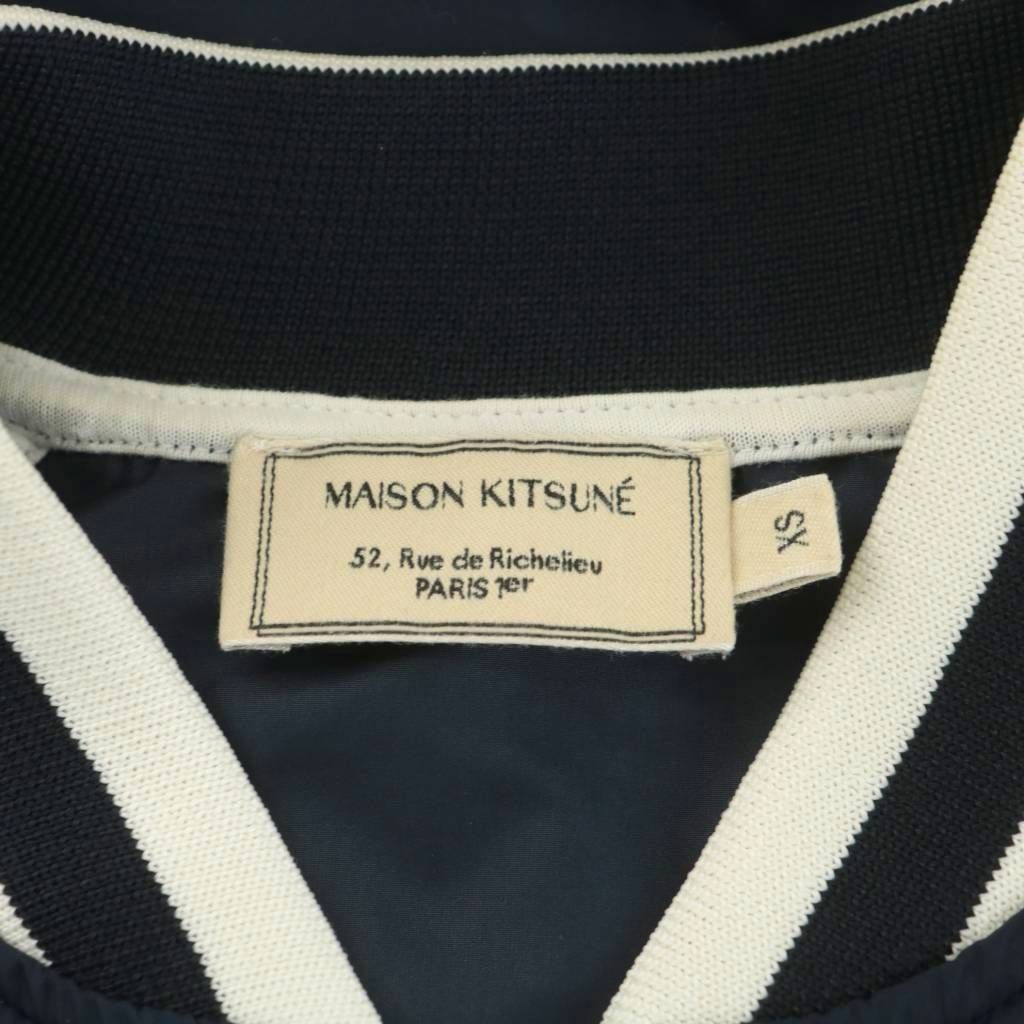 MAISON KITSUNÉ
52, Rue de Richelieu
PARIS 1er
XS